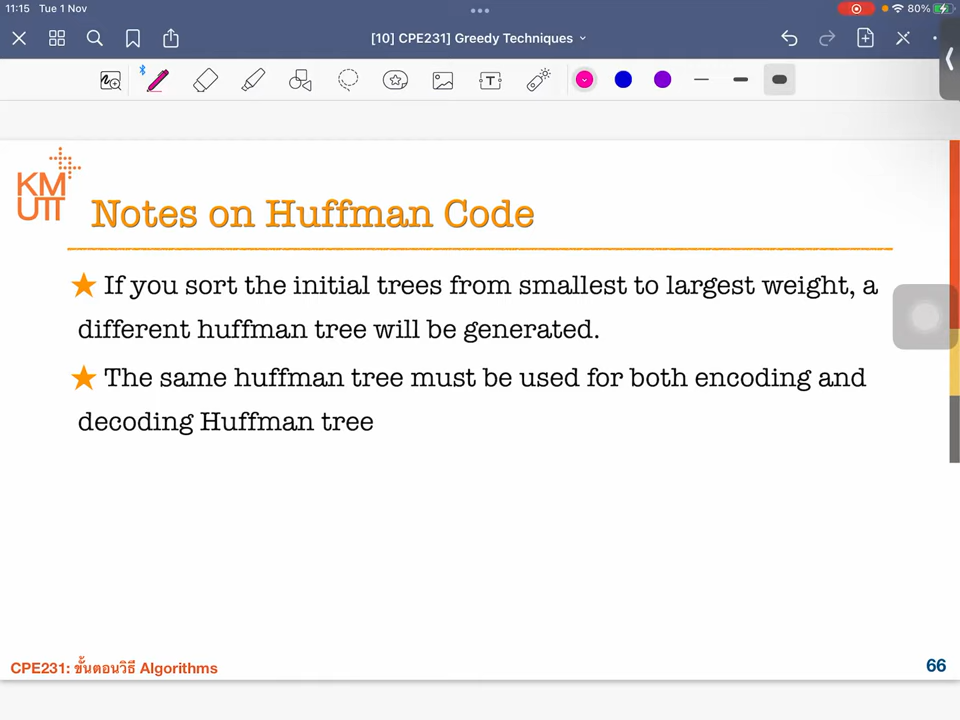 11:15 Tue 1 Nov
80%
[10] CPE231] Greedy Techniques
T
KM
UTT
Notes on Huffman Code
If you sort the initial trees from smallest to largest weight, a
different huffman tree will be generated.
The same huffman tree must be used for both encoding and
decoding Huffman tree
CPE231: ขั้นตอนวิธี Algorithms
66